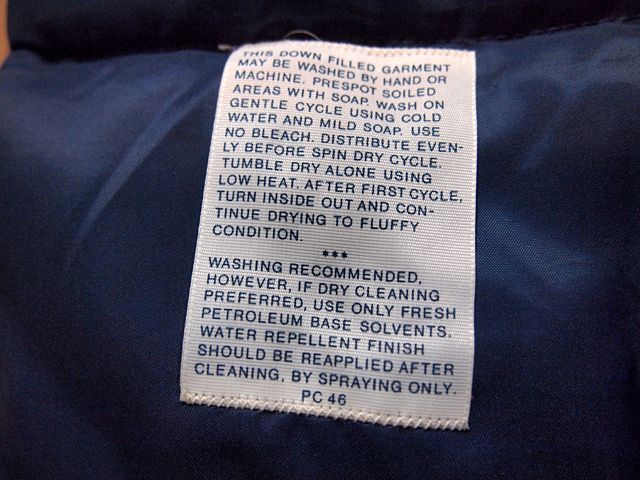 THIS DOWN FILLED GARMENT
MAY BE WASHED BY HAND OR
MACHINE. PRESPOT SOILED
AREAS WITH SOAP. WASH ON
GENTLE CYCLE USING COLD
WATER AND MILD SOAP. USE
NO BLEACH. DISTRIBUTE EVEN-
LY BEFORE SPIN DRY CYCLE.
TUMBLE DRY ALONE USING
LOW HEAT. AFTER FIRST CYCLE,
TURN INSIDE OUT AND CON-
TINUE DRYING TO FLUFFY
CONDITION.
***
WASHING RECOMMENDED,
HOWEVER, IF DRY CLEANING
PREFERRED, USE ONLY FRESH
PETROLEUM BASE SOLVENTS.
WATER REPELLENT FINISH
SHOULD BE REAPPLIED AFTER
CLEANING, BY SPRAYING ONLY.
PC 46